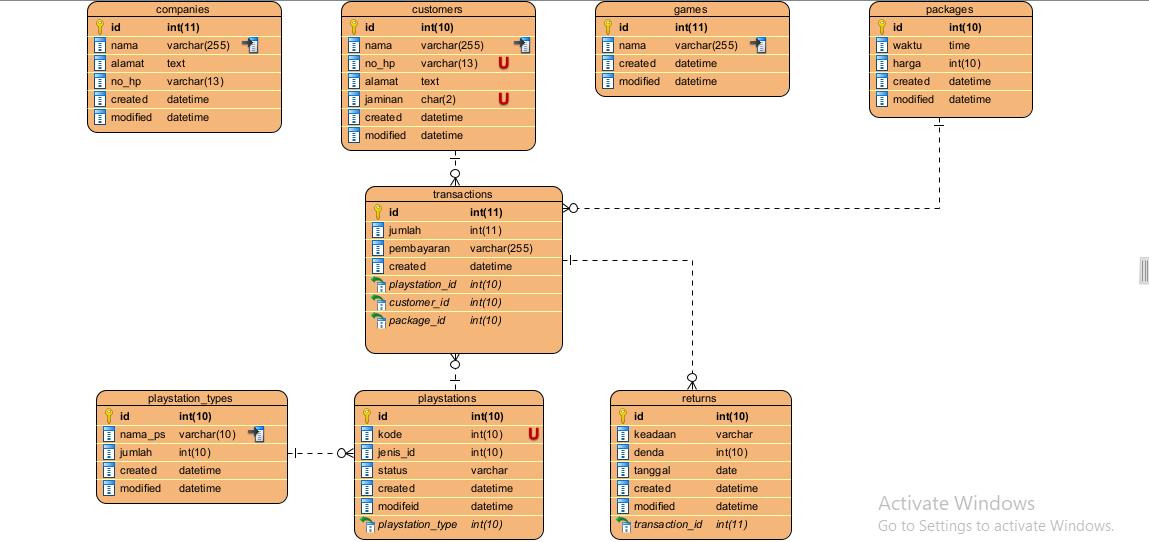 companies
id int(11)
nama varchar(255)
alamat text
no_hp varchar(13)
created datetime
modified datetime
customers
id int(10)
nama varchar(255)
no_hp varchar(13) U
alamat text
jaminan char(2) U
created datetime
modified datetime
games
id int(11)
nama varchar(255)
created datetime
modified datetime
packages
id int(10)
waktu time
harga int(10)
created datetime
modified datetime
transactions
id int(11)
jumlah int(11)
pembayaran varchar(255)
created datetime
playstation_id int(10)
customer_id int(10)
package_id int(10)
playstation_types
id int(10)
nama_ps varchar(10)
jumlah int(10)
created datetime
modified datetime
playstations
id int(10)
kode int(10) U
jenis_id int(10)
status varchar
created datetime
modifeid datetime
playstation_type int(10)
returns
id int(10)
keadaan varchar
denda int(10)
tanggal date
created datetime
modified datetime
transaction_id int(11)
Activate Windows
Go to Settings to activate Windows.